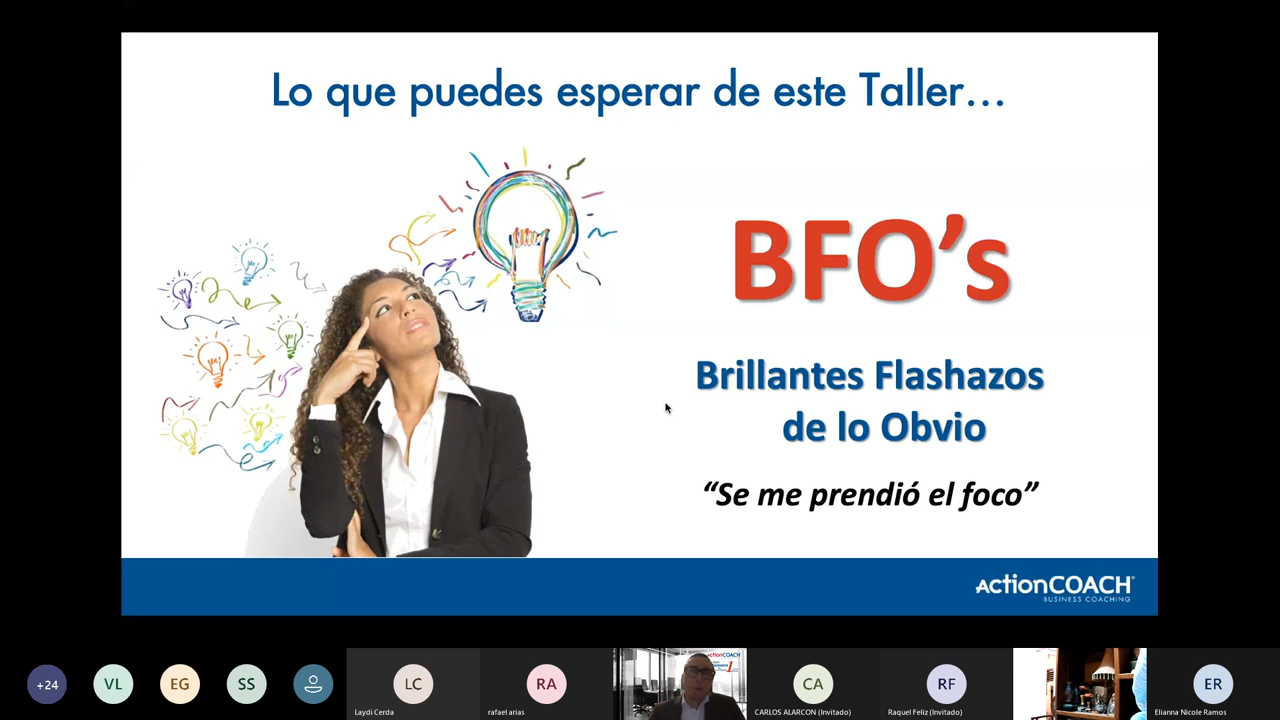 Lo que puedes esperar de este Taller...
BFO's
Brillantes Flashazos
de lo Obvio
“Se me prendió el foco”
ActionCOACH
BUSINESS COACHING
+24
VL
EG
SS
LC
Laydi Cerda
RA
rafael arias
ActionCOACH
1
CA
CARLOS ALARCON (Invitado)
RF
Raquel Feliz (Invitado)
ER
Elianna Nicole Ramos